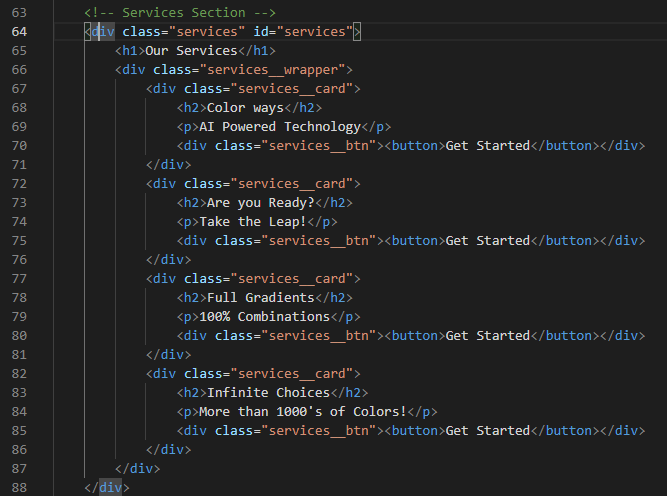 63 <!-- Services Section -->
64 <div class="services" id="services">
65 <h1>Our Services</h1>
66 <div class="services__wrapper">
67 <div class="services__card">
68 <h2>Color ways</h2>
69 <p>AI Powered Technology</p>
70 <div class="services__btn"><button>Get Started</button></div>
71 </div>
72 <div class="services__card">
73 <h2>Are you Ready?</h2>
74 <p>Take the Leap!</p>
75 <div class="services__btn"><button>Get Started</button></div>
76 </div>
77 <div class="services__card">
78 <h2>Full Gradients</h2>
79 <p>100% Combinations</p>
80 <div class="services__btn"><button>Get Started</button></div>
81 </div>
82 <div class="services__card">
83 <h2>Infinite Choices</h2>
84 <p>More than 1000's of Colors!</p>
85 <div class="services__btn"><button>Get Started</button></div>
86 </div>
87 </div>
88 </div>